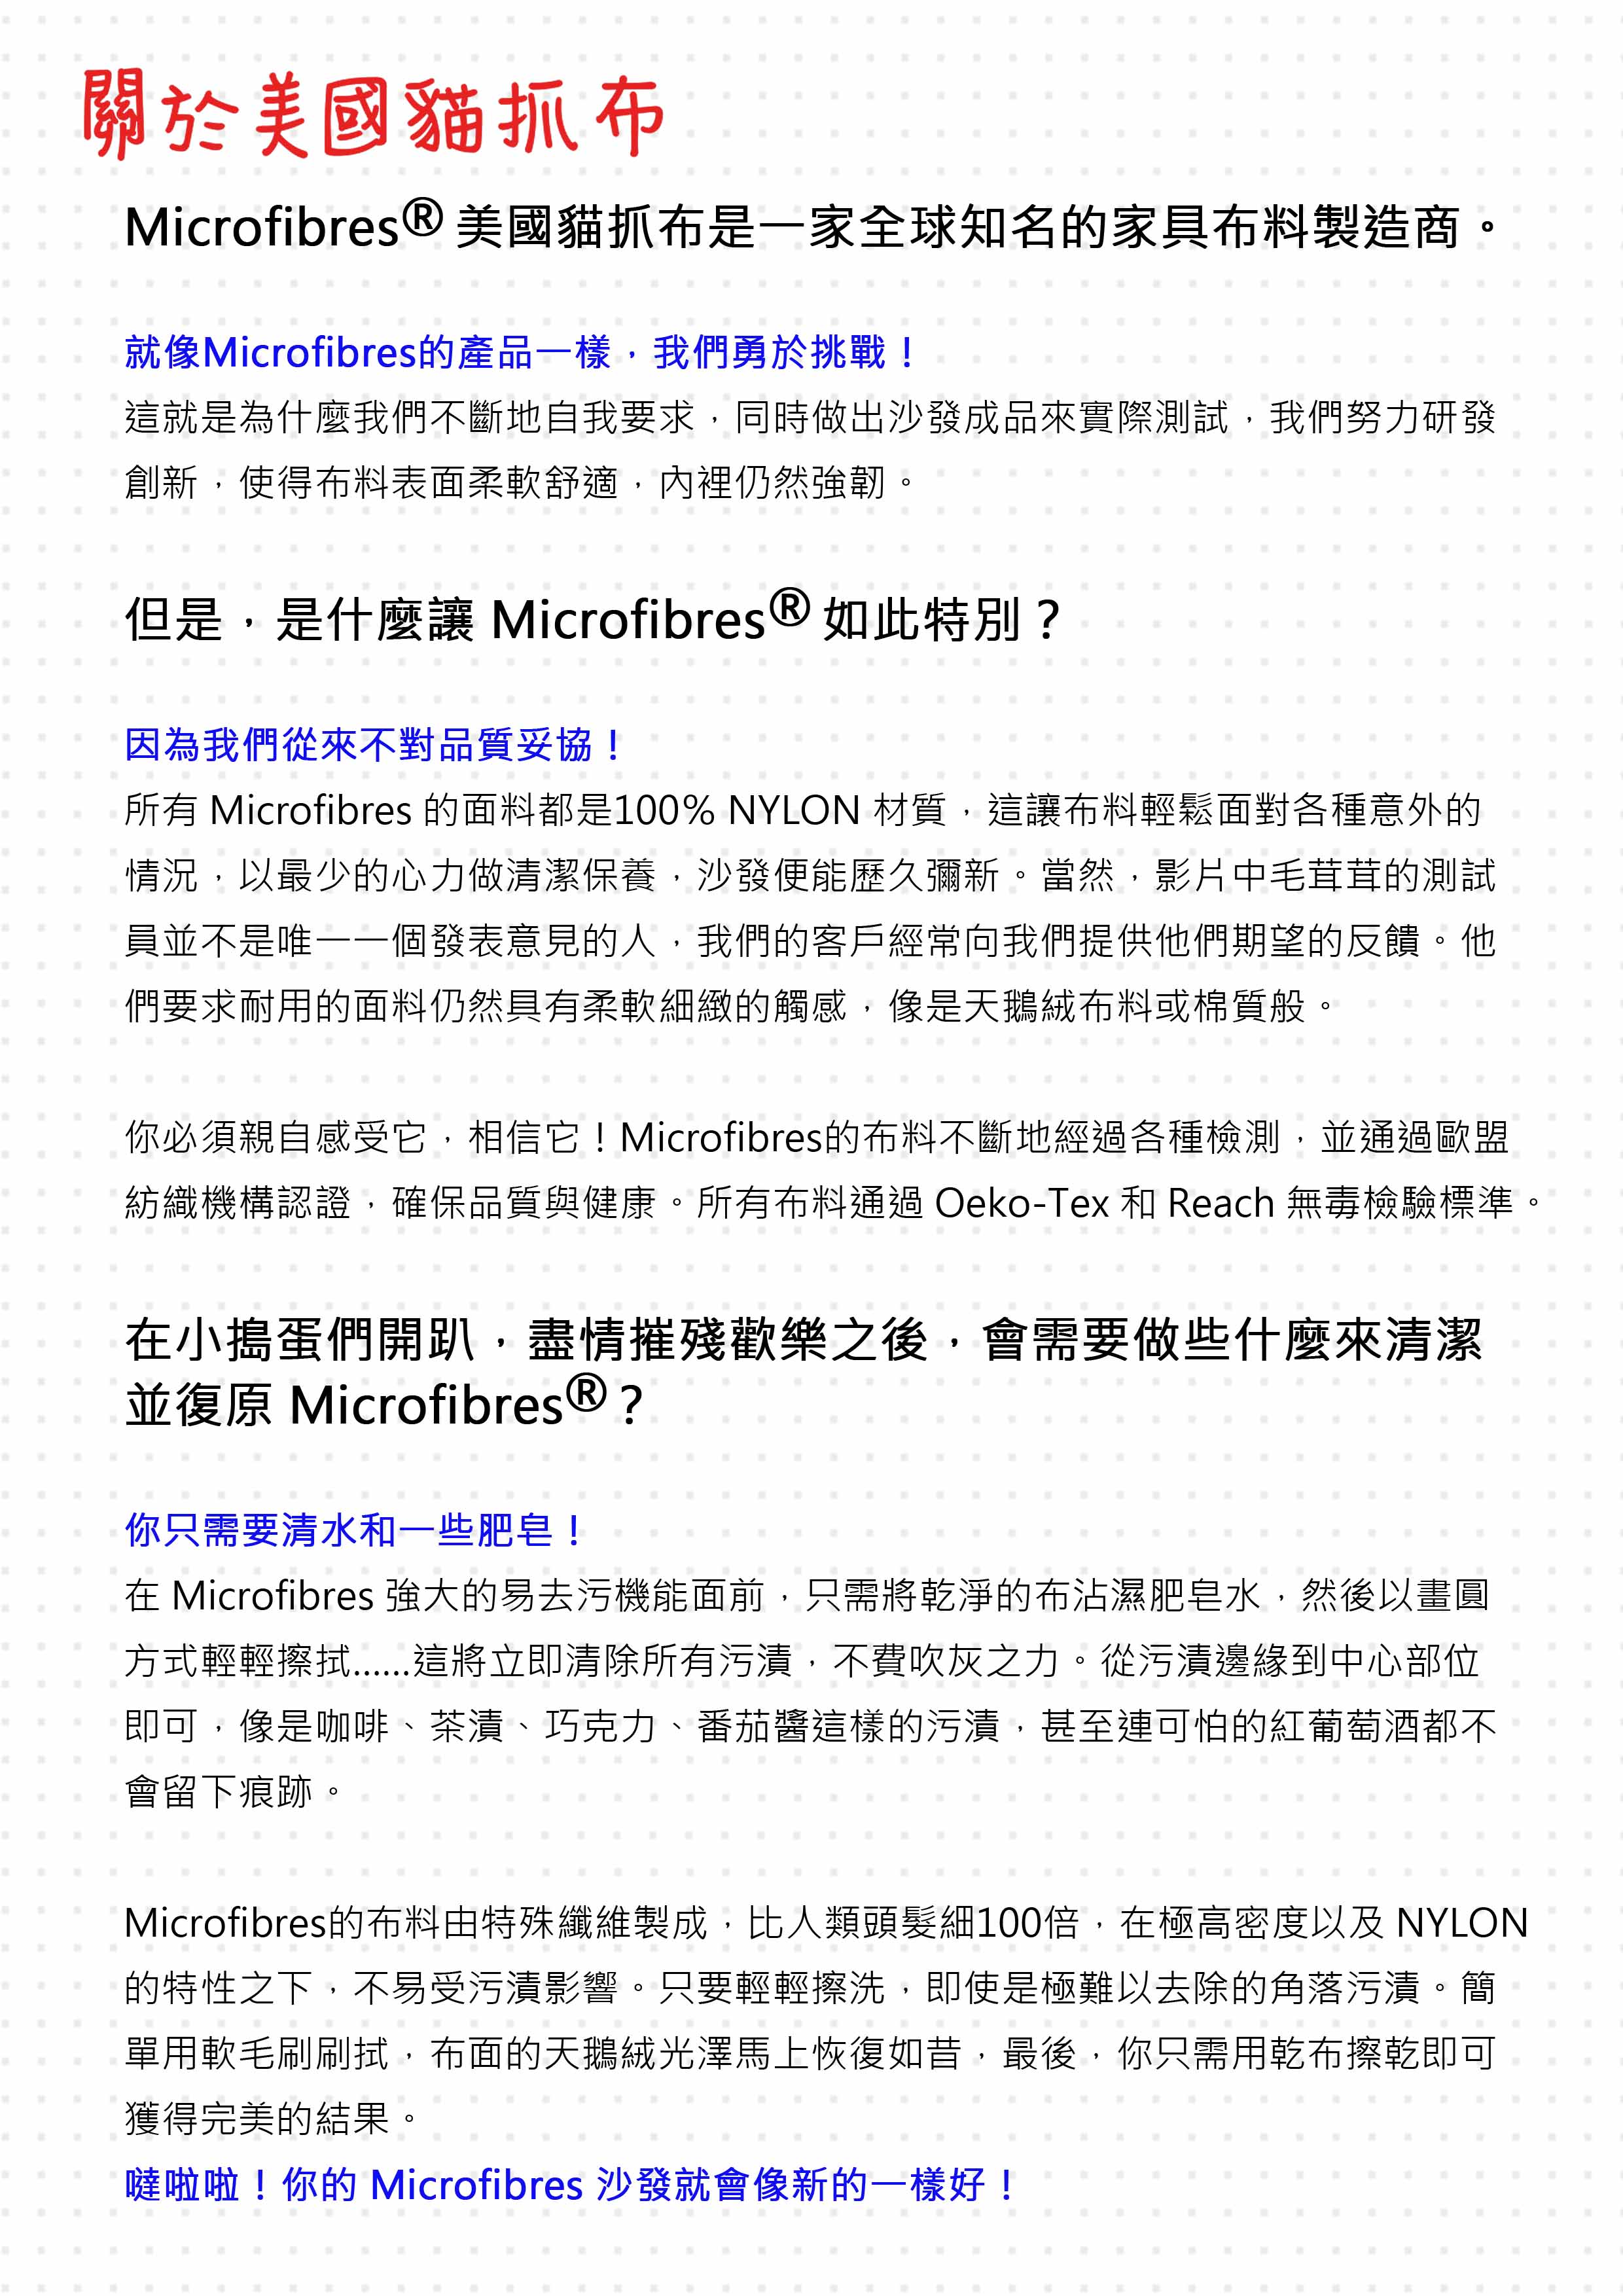 關於美國貓抓布
Microfibres® 美國貓抓布是一家全球知名的家具布料製造商。
就像Microfibres的產品一樣，我們勇於挑戰！
這就是為什麼我們不斷地自我要求，同時做出沙發成品來實際測試，我們努力研發
創新，使得布料表面柔軟舒適，內裡仍然強韌。
但是，是什麼讓 Microfibres® 如此特別？
因為我們從來不對品質妥協！
所有 Microfibres 的面料都是100% NYLON 材質，這讓布料輕鬆面對各種意外的
情況，以最少的心力做清潔保養，沙發便能歷久彌新。當然，影片中毛茸茸的測試
員並不是唯一一個發表意見的人，我們的客戶經常向我們提供他們期望的反饋。他
們要求耐用的面料仍然具有柔軟細緻的觸感，像是天鵝絨布料或棉質般。
你必須親自感受它，相信它！Microfibres的布料不斷地經過各種檢測，並通過歐盟
紡織機構認證，確保品質與健康。所有布料通過 Oeko-Tex 和 Reach 無毒檢驗標準。
在小搗蛋們開趴，盡情摧殘歡樂之後，會需要做些什麼來清潔
並復原 Microfibres®？
你只需要清水和一些肥皂！
在 Microfibres 強大的易去污機能面前，只需將乾淨的布沾濕肥皂水，然後以畫圓
方式輕輕擦拭……這將立即清除所有污漬，不費吹灰之力。從污漬邊緣到中心部位
即可，像是咖啡、茶漬、巧克力、番茄醬這樣的污漬，甚至連可怕的紅葡萄酒都不
會留下痕跡。
Microfibres的布料由特殊纖維製成，比人類頭髮細100倍，在極高密度以及 NYLON
的特性之下，不易受污漬影響。只要輕輕擦洗，即使是極難以去除的角落污漬。簡
單用軟毛刷刷拭，布面的天鵝絨光澤馬上恢復如昔，最後，你只需用乾布擦乾即可
獲得完美的結果。
噠啦啦！你的 Microfibres 沙發就會像新的一樣好！